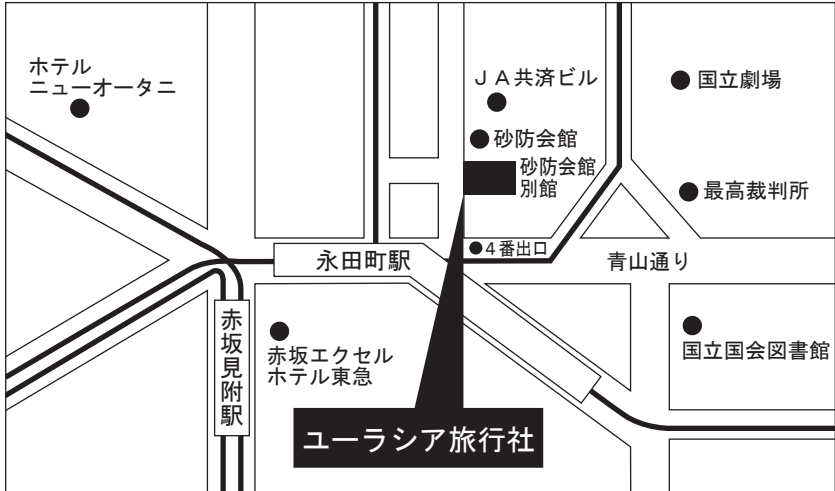 ホテル
ニューオータニ
ＪＡ共済ビル
国立劇場
砂防会館
砂防会館
別館
最高裁判所
４番出口
永田町駅
青山通り
赤坂見附駅
赤坂エクセル
ホテル東急
国立国会図書館
ユーラシア旅行社